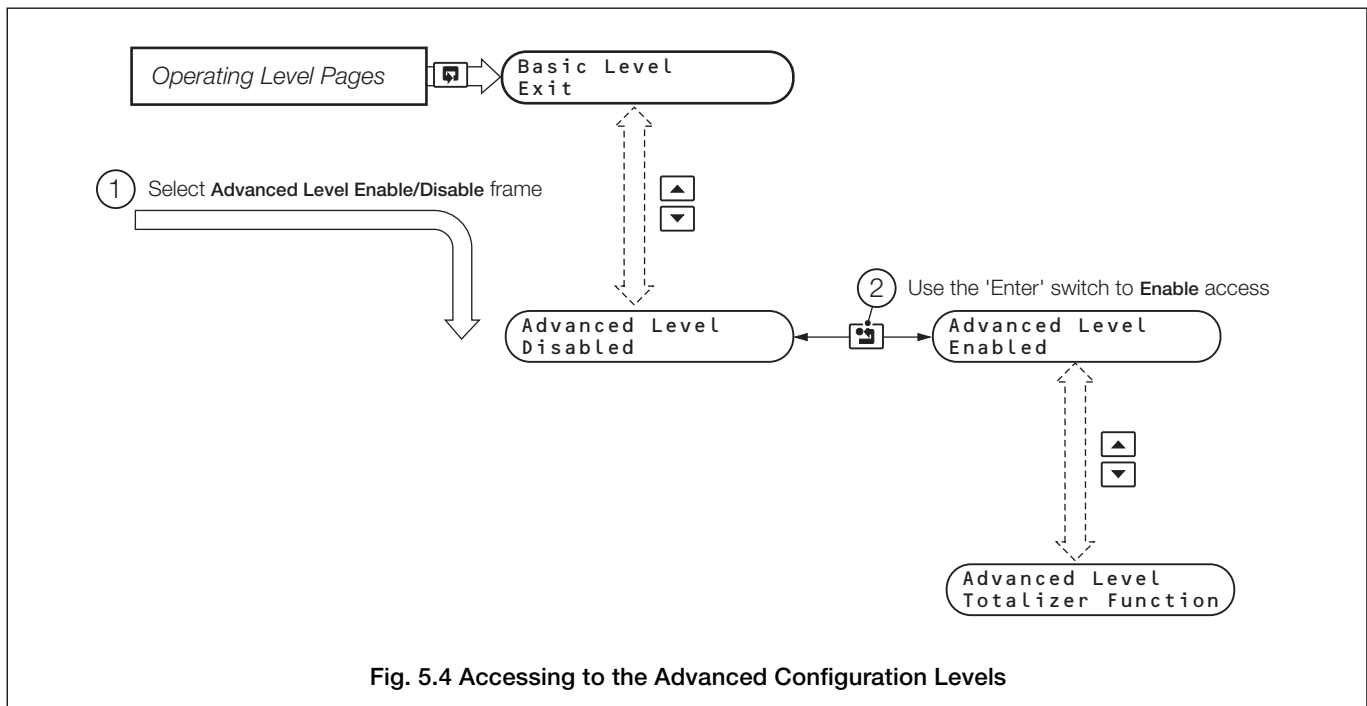 Operating Level Pages
Basic Level
Exit
1 Select Advanced Level Enable/Disable frame
2 Use the 'Enter' switch to Enable access
Advanced Level
Disabled
Advanced Level
Enabled
Advanced Level
Totalizer Function
Fig. 5.4 Accessing to the Advanced Configuration Levels